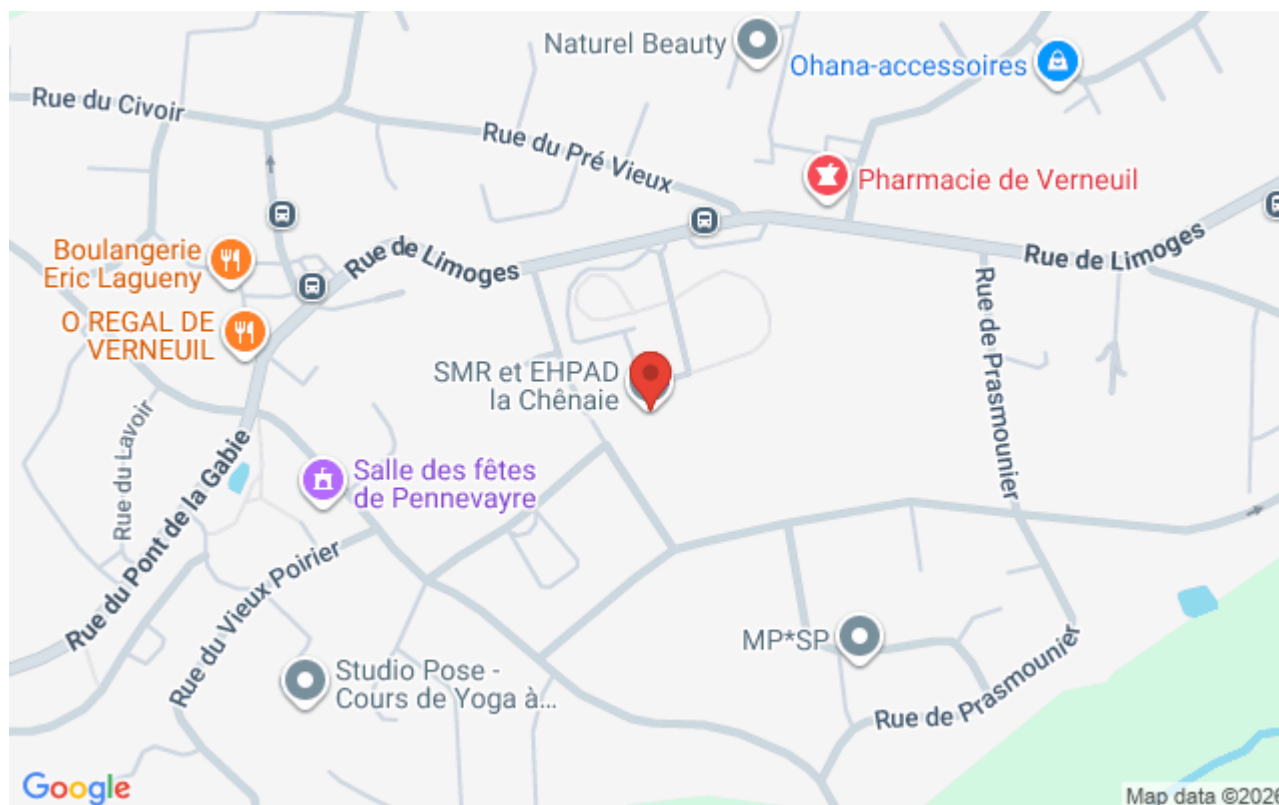 Naturel Beauty
Ohana-accessoires
Rue du Civoir
Rue du Pré Vieux
Pharmacie de Verneuil
Boulangerie
Eric Lagueny
Rue de Limoges
Rue de Limoges
O REGAL DE
VERNEUIL
Rue de Prasmounier
SMR et EHPAD
la Chênaie
Rue du Lavoir
Salle des fêtes
de Pennevayre
Rue du Pont de la Gabie
Rue du Vieux Poirier
MP*SP
Studio Pose -
Cours de Yoga à...
Rue de Prasmounier
Google
Map data ©2026